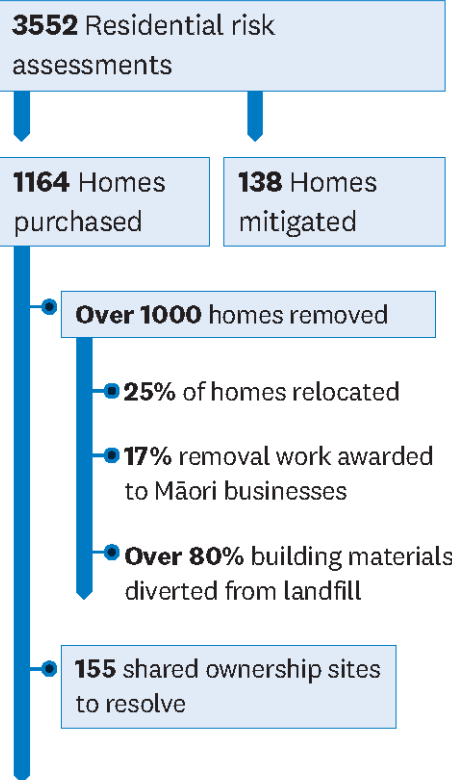 3552 Residential risk
assessments
1164 Homes
purchased
138 Homes
mitigated
Over 1000 homes removed
25% of homes relocated
17% removal work awarded
to Māori businesses
Over 80% building materials
diverted from landfill
155 shared ownership sites
to resolve